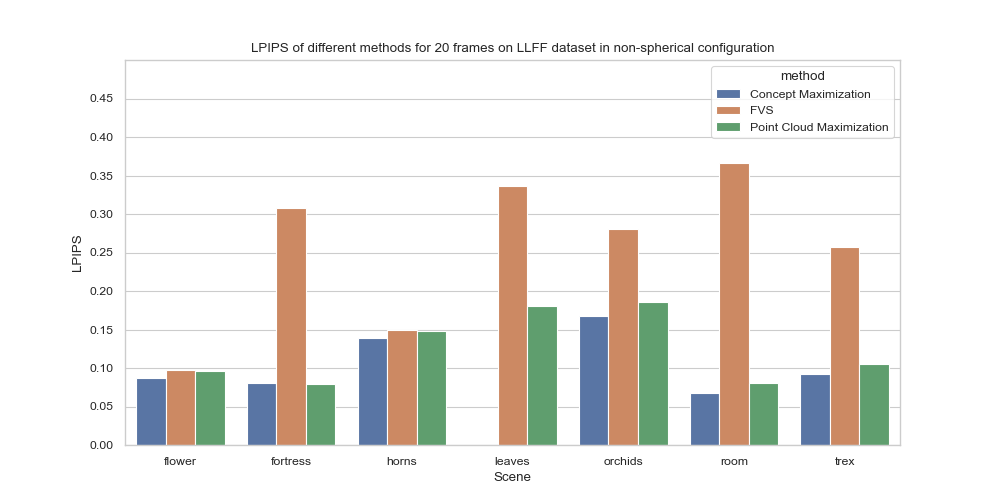 LPIPS of different methods for 20 frames on LLFF dataset in non-spherical configuration
method
Concept Maximization
FVS
Point Cloud Maximization
LPIPS
0.45
0.40
0.35
0.30
0.25
0.20
0.15
0.10
0.05
0.00
flower fortress horns leaves orchids room trex
Scene